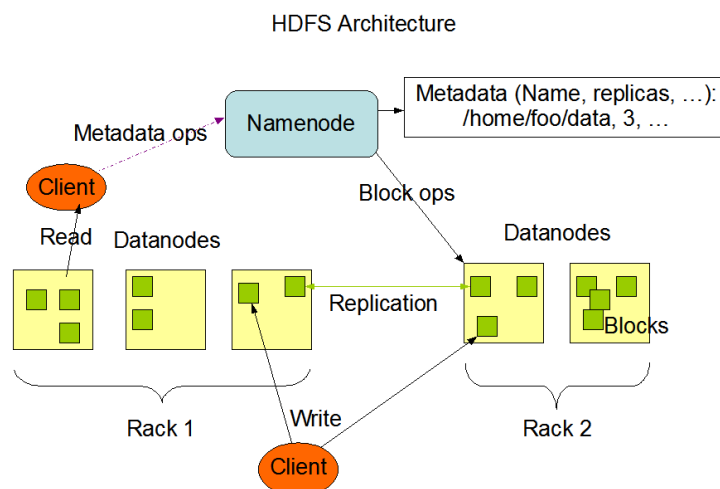 HDFS Architecture
Metadata (Name, replicas, …):
/home/foo/data, 3, …
Namenode
Metadata ops
Client
Block ops
Read
Datanodes
Datanodes
Replication
Blocks
Write
Rack 1
Rack 2
Client